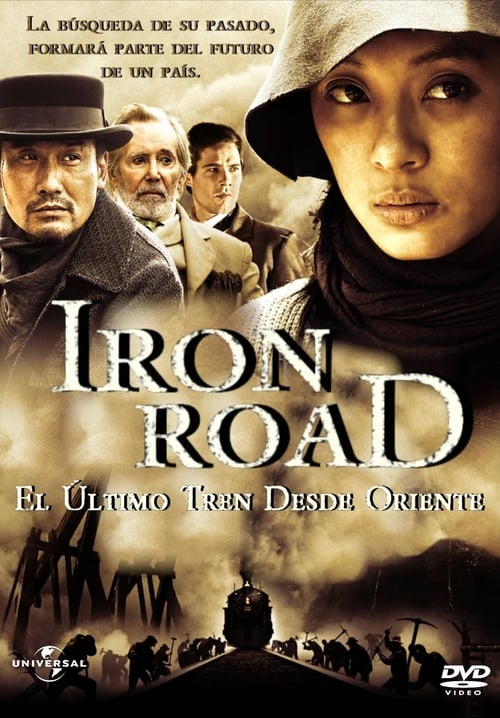 LA BÚSQUEDA DE SU PASADO,
FORMARÁ PARTE DEL FUTURO
DE UN PAÍS.
IRON
ROAD
EL ÚLTIMO TREN DESDE ORIENTE
UNIVERSAL
DVD
VIDEO